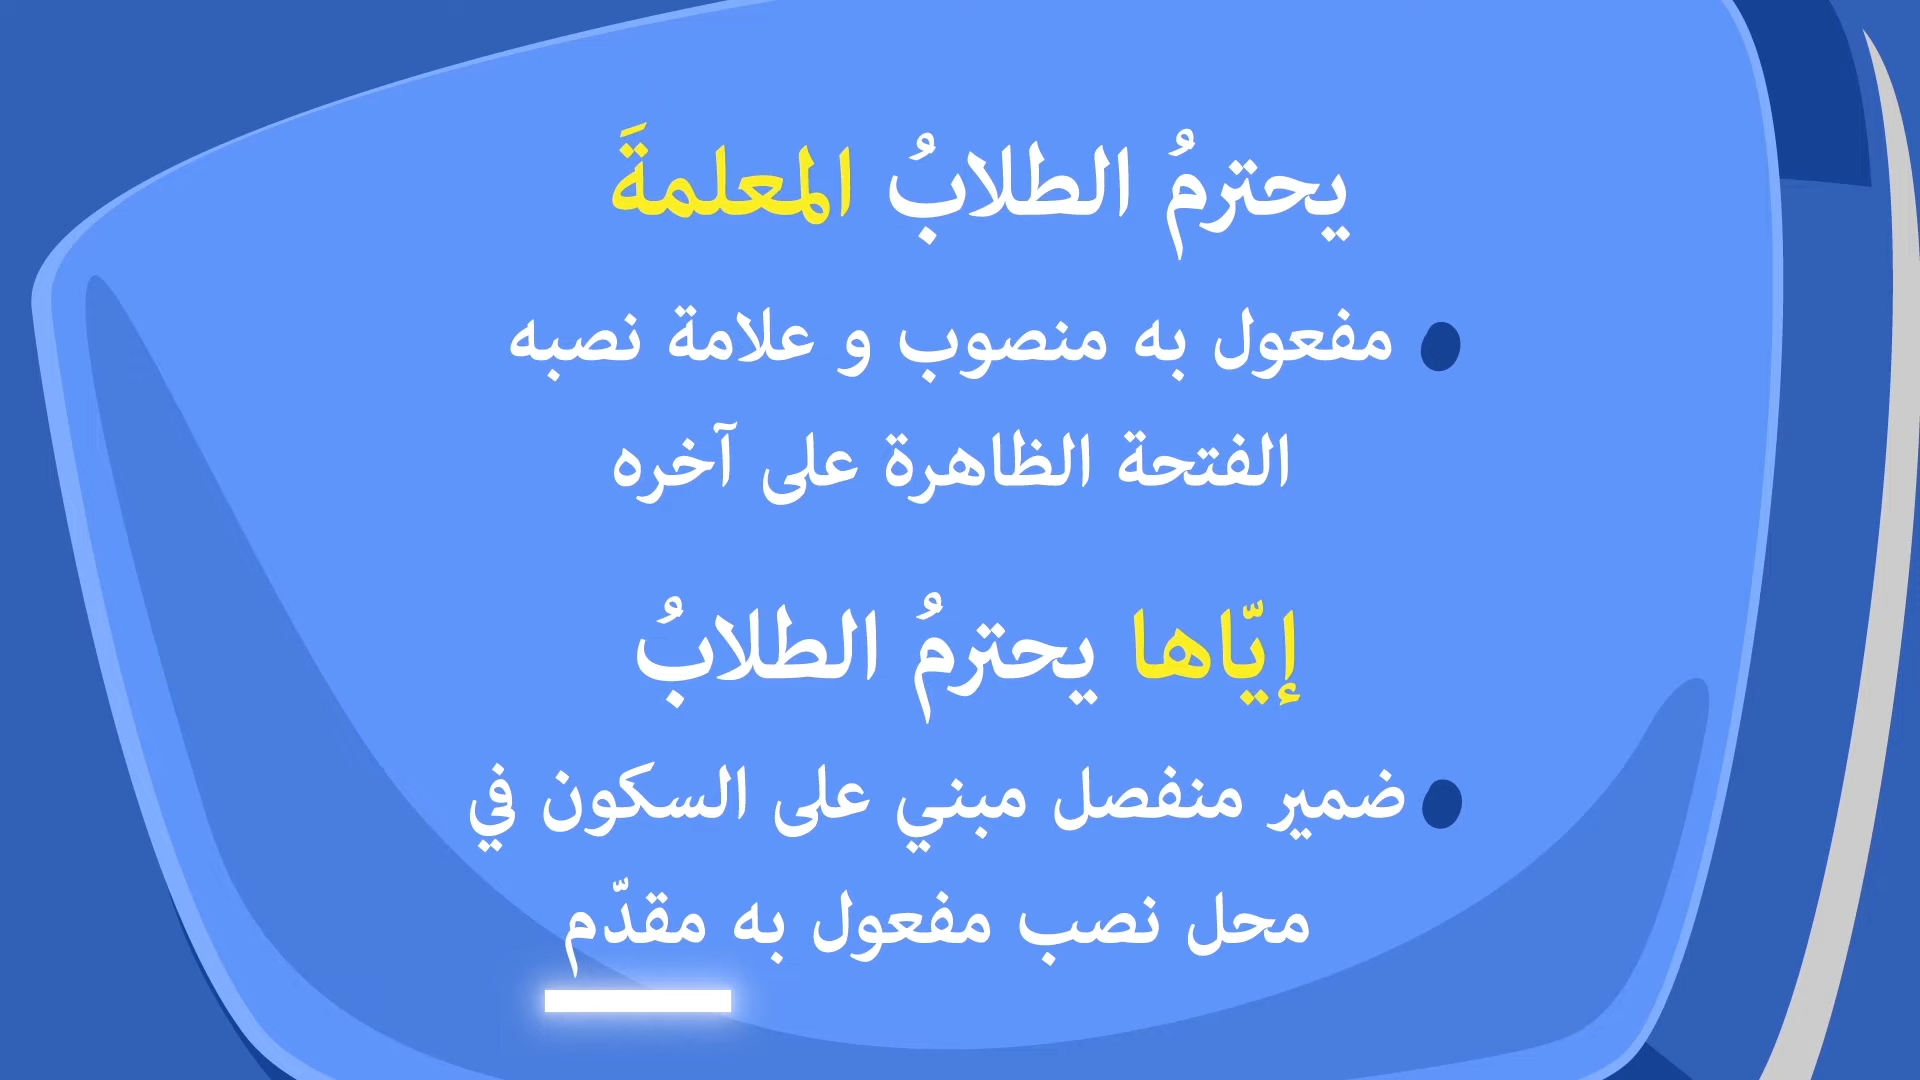 يحترمُ الطلابُ المعلمةَ
مفعول به منصوب و علامة نصبه
الفتحة الظاهرة على آخره
إيّاها يحترمُ الطلابُ
ضمير منفصل مبني على السكون في
محل نصب مفعول به مقدّم